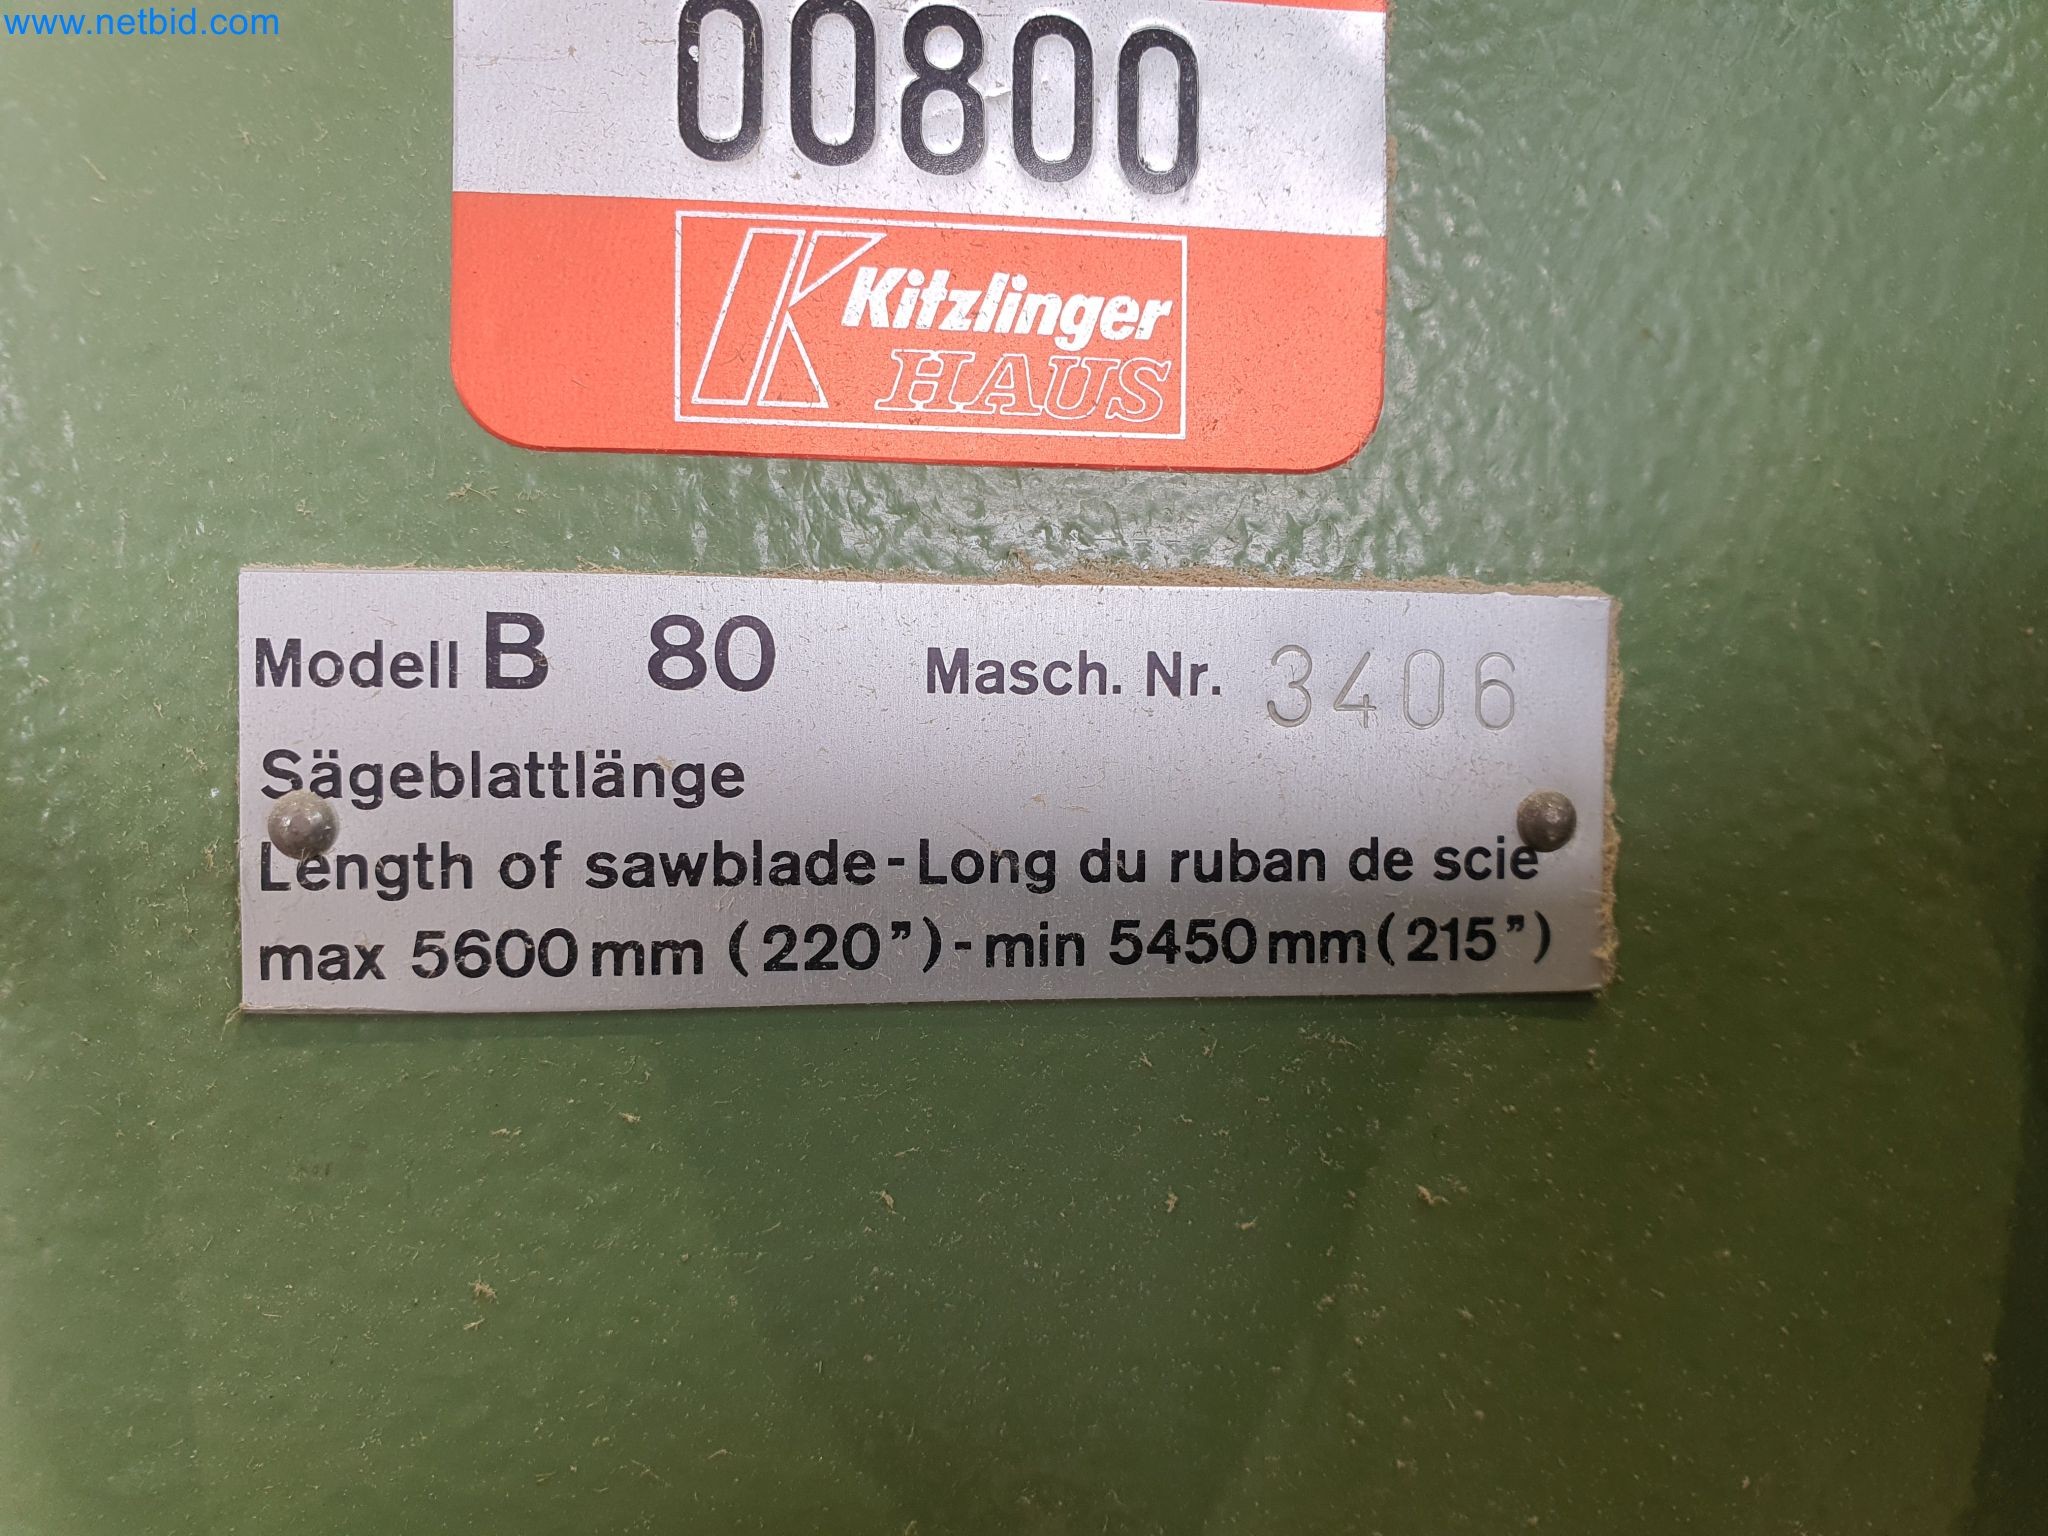 www.netbid.com
00800
K Kitzlinger
HAUS
Modell B 80 Masch. Nr. 3406
Sägeblattlänge
Length of sawblade - Long du ruban de scie
max 5600 mm (220") - min 5450 mm (215")